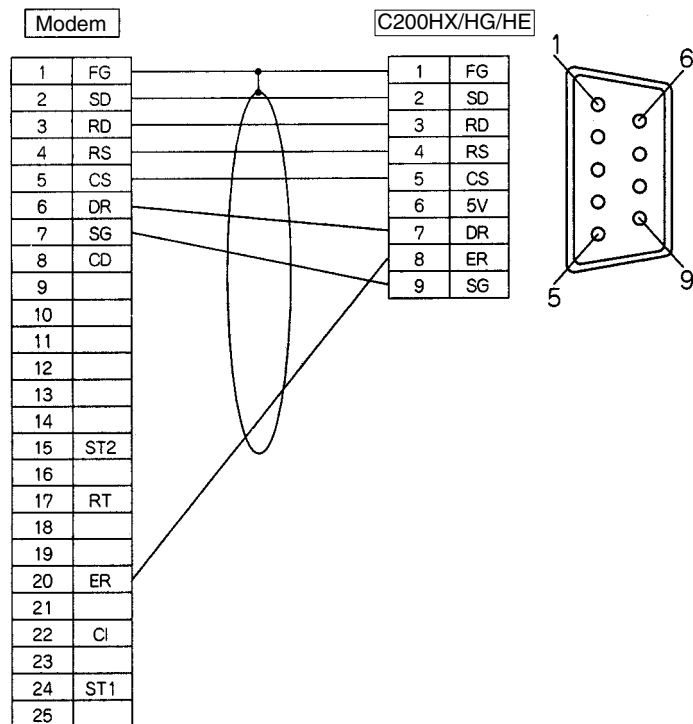 Modem
1 FG
2 SD
3 RD
4 RS
5 CS
6 DR
7 SG
8 CD
9
10
11
12
13
14
15 ST2
16
17 RT
18
19
20 ER
21
22 CI
23
24 ST1
25
C200HX/HG/HE
1 FG
2 SD
3 RD
4 RS
5 CS
6 5V
7 DR
8 ER
9 SG
1 6
5 9